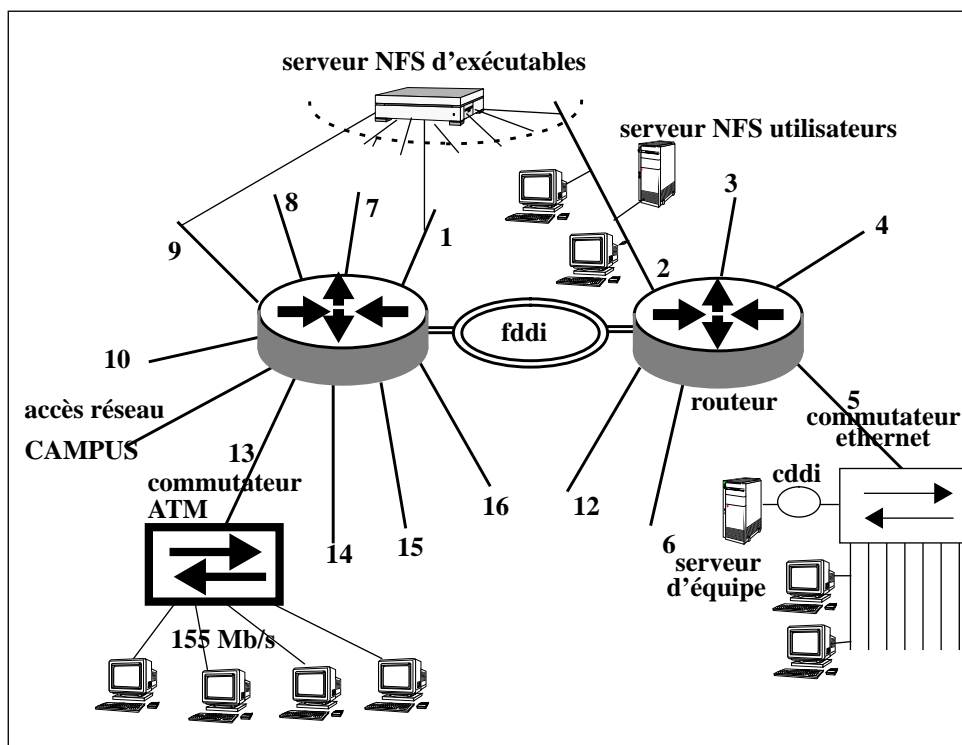 serveur NFS d'exécutables
serveur NFS utilisateurs
8
7
3
1
4
9
2
fddi
10
routeur
5
accès réseau
CAMPUS
commutateur
ethernet
13
commutateur
ATM
cddi
16
12
14
15
6
serveur
d'équipe
155 Mb/s